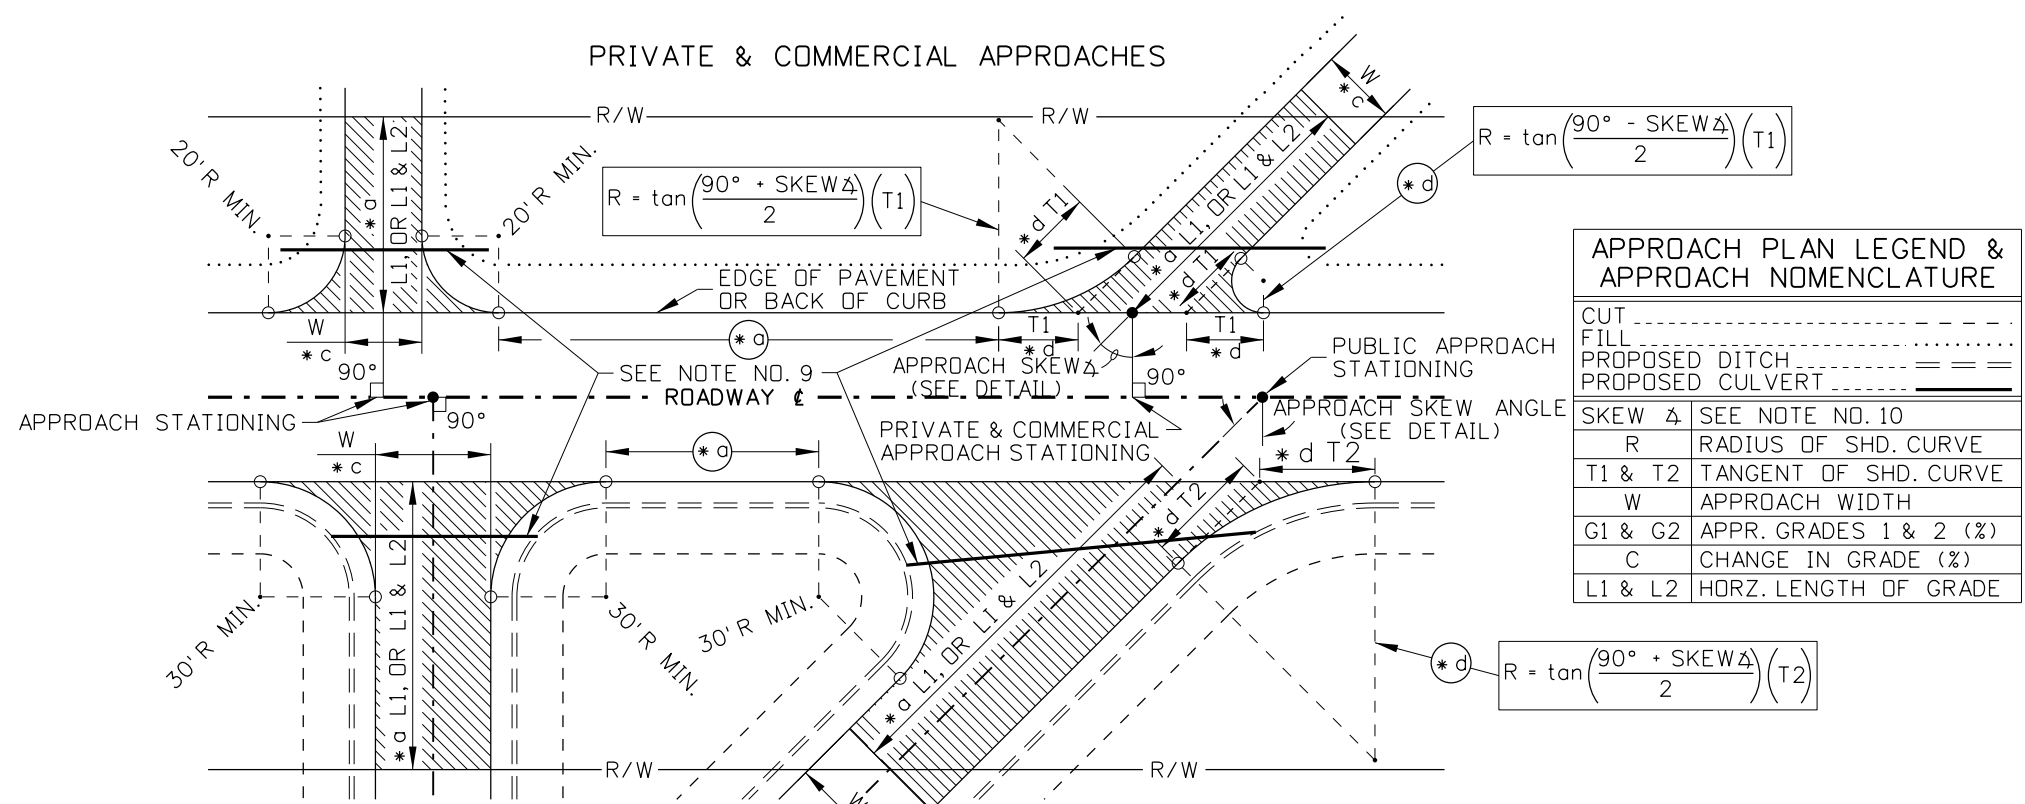 PRIVATE & COMMERCIAL APPROACHES
R/W
R/W
20' R MIN.
20' R MIN.
* a
L1, OR L1 & L2
R = tan(90° + SKEW∡ / 2)(T1)
* d T1
* a L1, OR L1 & L2
* d T1
W
* c
R = tan(90° - SKEW∡ / 2)(T1)
* d
EDGE OF PAVEMENT
OR BACK OF CURB
W
* c
* a
T1
* d
T1
* d
90°
SEE NOTE NO. 9
APPROACH SKEW∡
(SEE DETAIL)
90°
PUBLIC APPROACH
STATIONING
ROADWAY ℄
APPROACH STATIONING
90°
PRIVATE & COMMERCIAL
APPROACH STATIONING
APPROACH SKEW ANGLE
(SEE DETAIL)
W
* c
* a
* d T2
* d T2
30' R MIN.
30' R MIN.
30' R MIN.
* a L1, OR L1 & L2
* a L1, OR L1 & L2
R/W
R/W
W
* d
R = tan(90° + SKEW∡ / 2)(T2)
APPROACH PLAN LEGEND &
APPROACH NOMENCLATURE
CUT
FILL
PROPOSED DITCH
PROPOSED CULVERT
SKEW ∡ SEE NOTE NO. 10
R RADIUS OF SHD. CURVE
T1 & T2 TANGENT OF SHD. CURVE
W APPROACH WIDTH
G1 & G2 APPR. GRADES 1 & 2 (%)
C CHANGE IN GRADE (%)
L1 & L2 HORZ. LENGTH OF GRADE